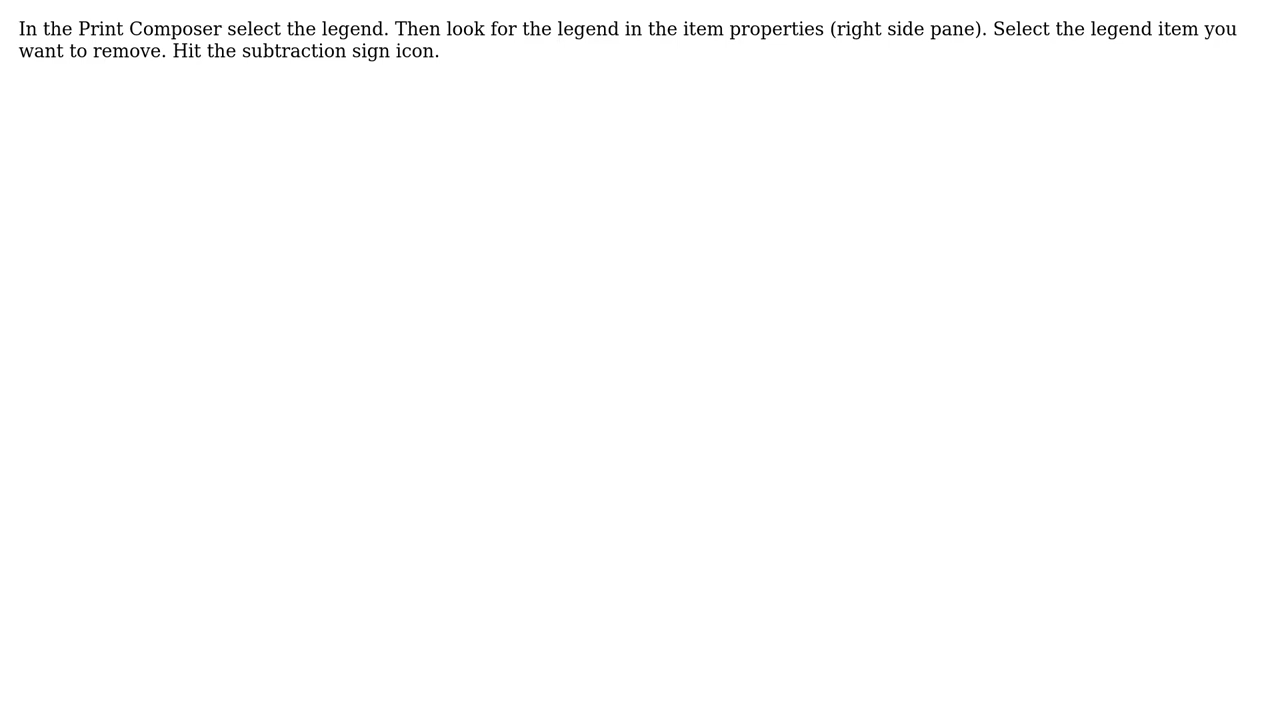 In the Print Composer select the legend. Then look for the legend in the item properties (right side pane). Select the legend item you
want to remove. Hit the subtraction sign icon.